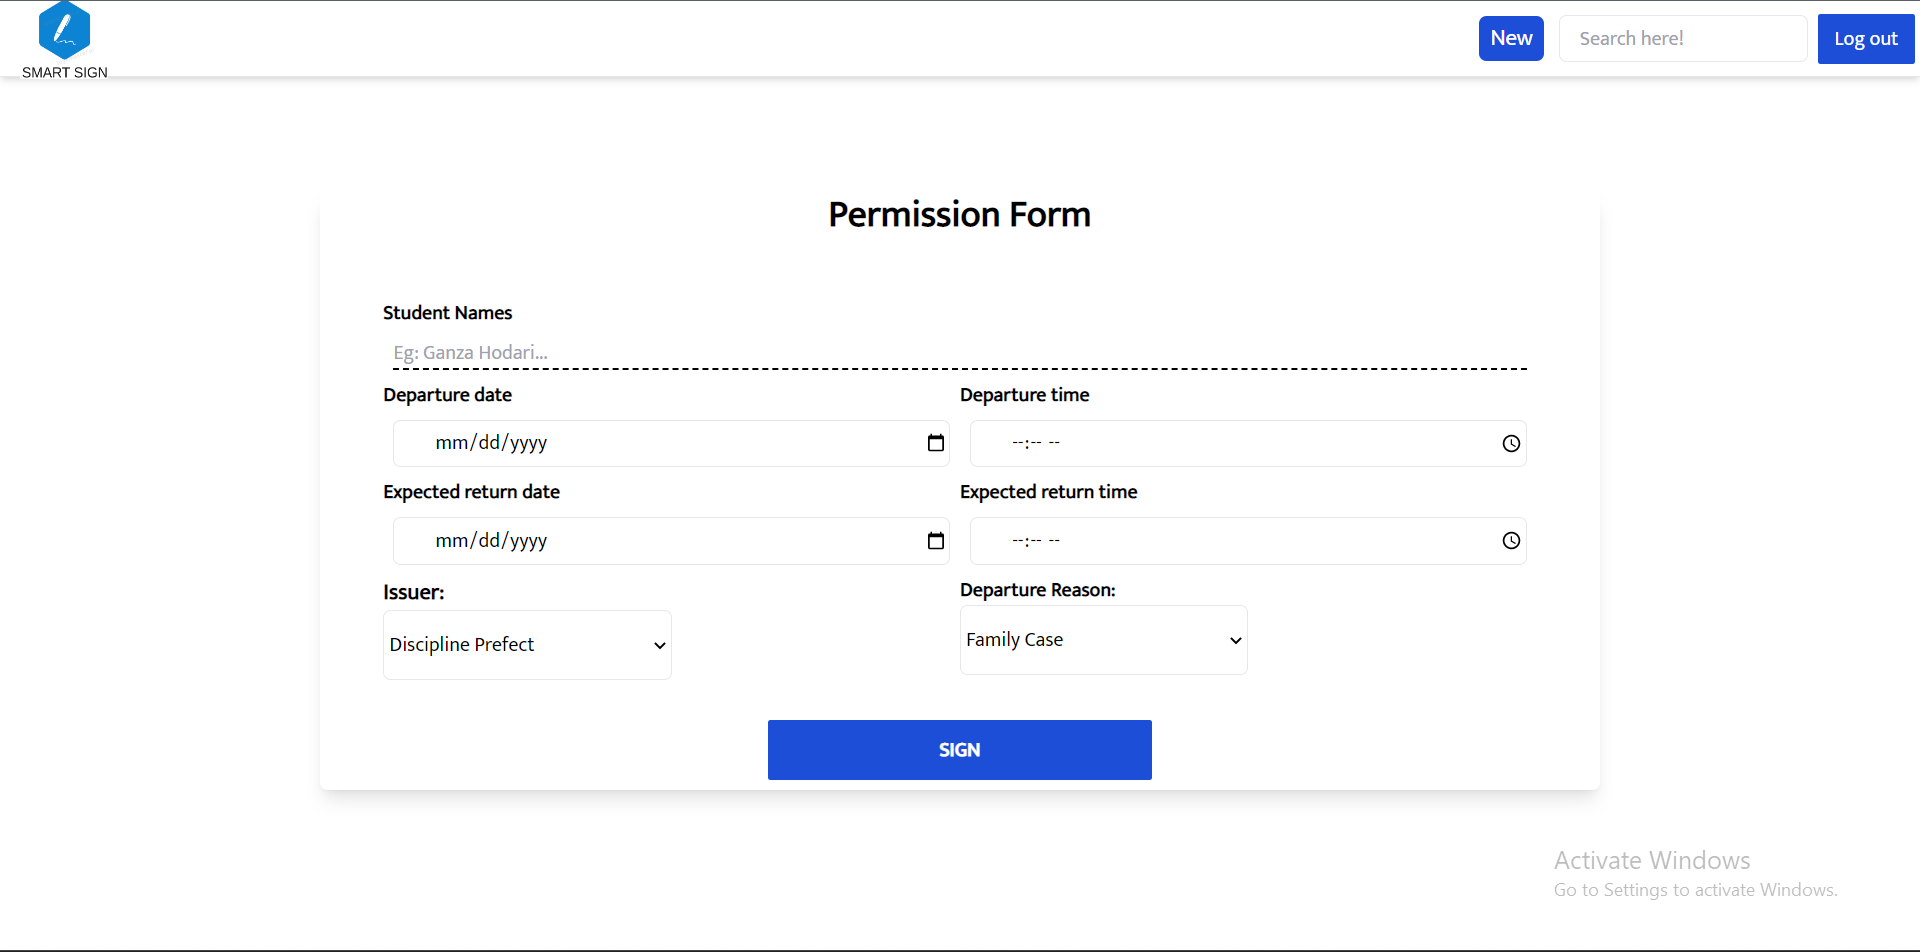 SMART SIGN
New
Search here!
Log out
Permission Form
Student Names
Eg: Ganza Hodari...
Departure date
Departure time
mm/dd/yyyy
--:-- --
Expected return date
Expected return time
mm/dd/yyyy
--:-- --
Issuer:
Departure Reason:
Discipline Prefect
Family Case
SIGN
Activate Windows
Go to Settings to activate Windows.